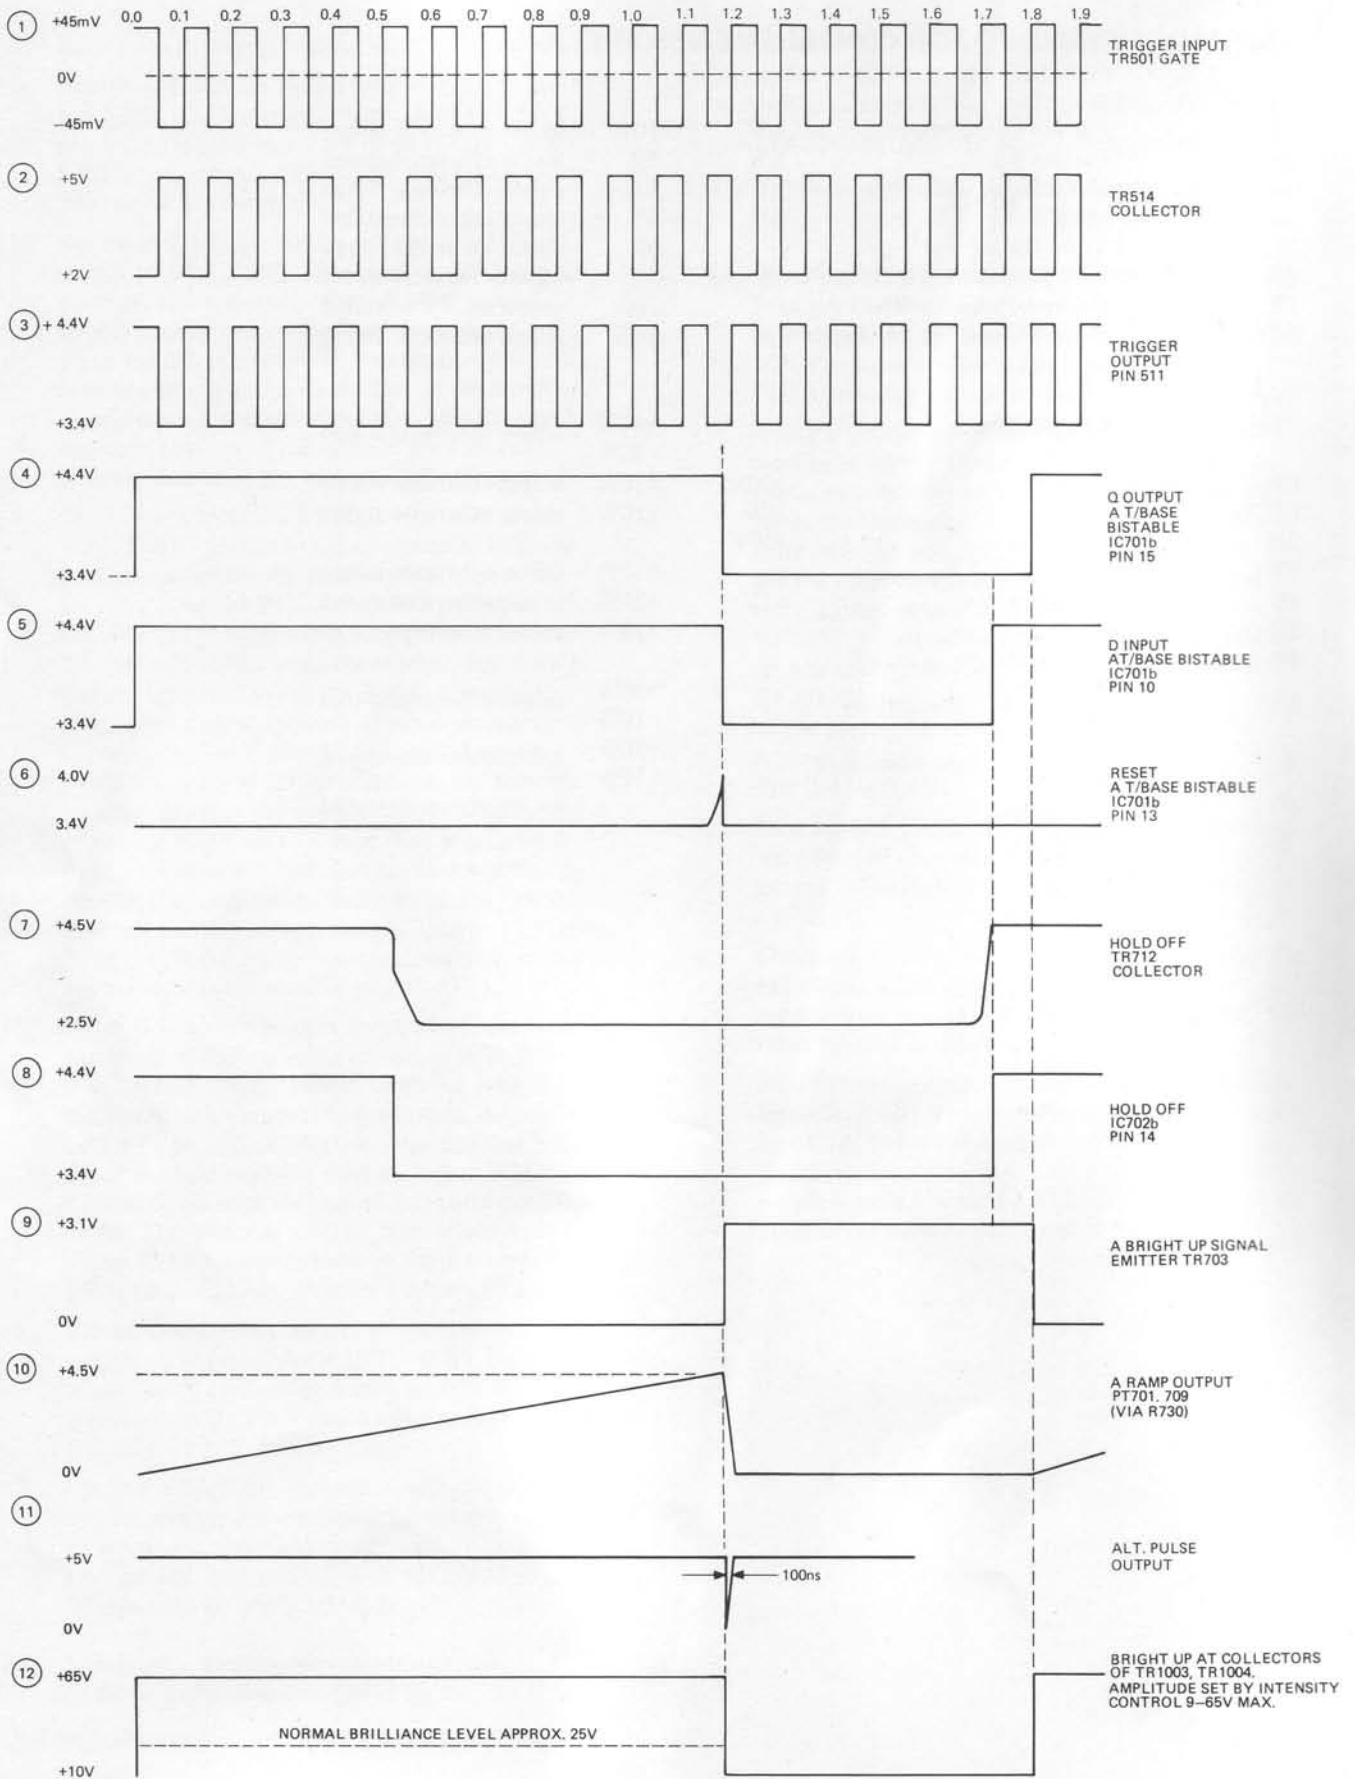 1 +45mV 0.0 0.1 0.2 0.3 0.4 0.5 0.6 0.7 0.8 0.9 1.0 1.1 1.2 1.3 1.4 1.5 1.6 1.7 1.8 1.9
TRIGGER INPUT
TR501 GATE
0V
–45mV
2 +5V
TR514
COLLECTOR
+2V
3 + 4.4V
TRIGGER
OUTPUT
PIN 511
+3.4V
4 +4.4V
Q OUTPUT
A T/BASE
BISTABLE
IC701b
PIN 15
+3.4V
5 +4.4V
D INPUT
AT/BASE BISTABLE
IC701b
PIN 10
+3.4V
6 4.0V
RESET
A T/BASE BISTABLE
IC701b
PIN 13
3.4V
7 +4.5V
HOLD OFF
TR712
COLLECTOR
+2.5V
8 +4.4V
HOLD OFF
IC702b
PIN 14
+3.4V
9 +3.1V
A BRIGHT UP SIGNAL
EMITTER TR703
0V
10 +4.5V
A RAMP OUTPUT
PT701. 709
(VIA R730)
0V
11
+5V
ALT. PULSE
OUTPUT
100ns
0V
12 +65V
BRIGHT UP AT COLLECTORS
OF TR1003, TR1004.
AMPLITUDE SET BY INTENSITY
CONTROL 9–65V MAX.
NORMAL BRILLIANCE LEVEL APPROX. 25V
+10V